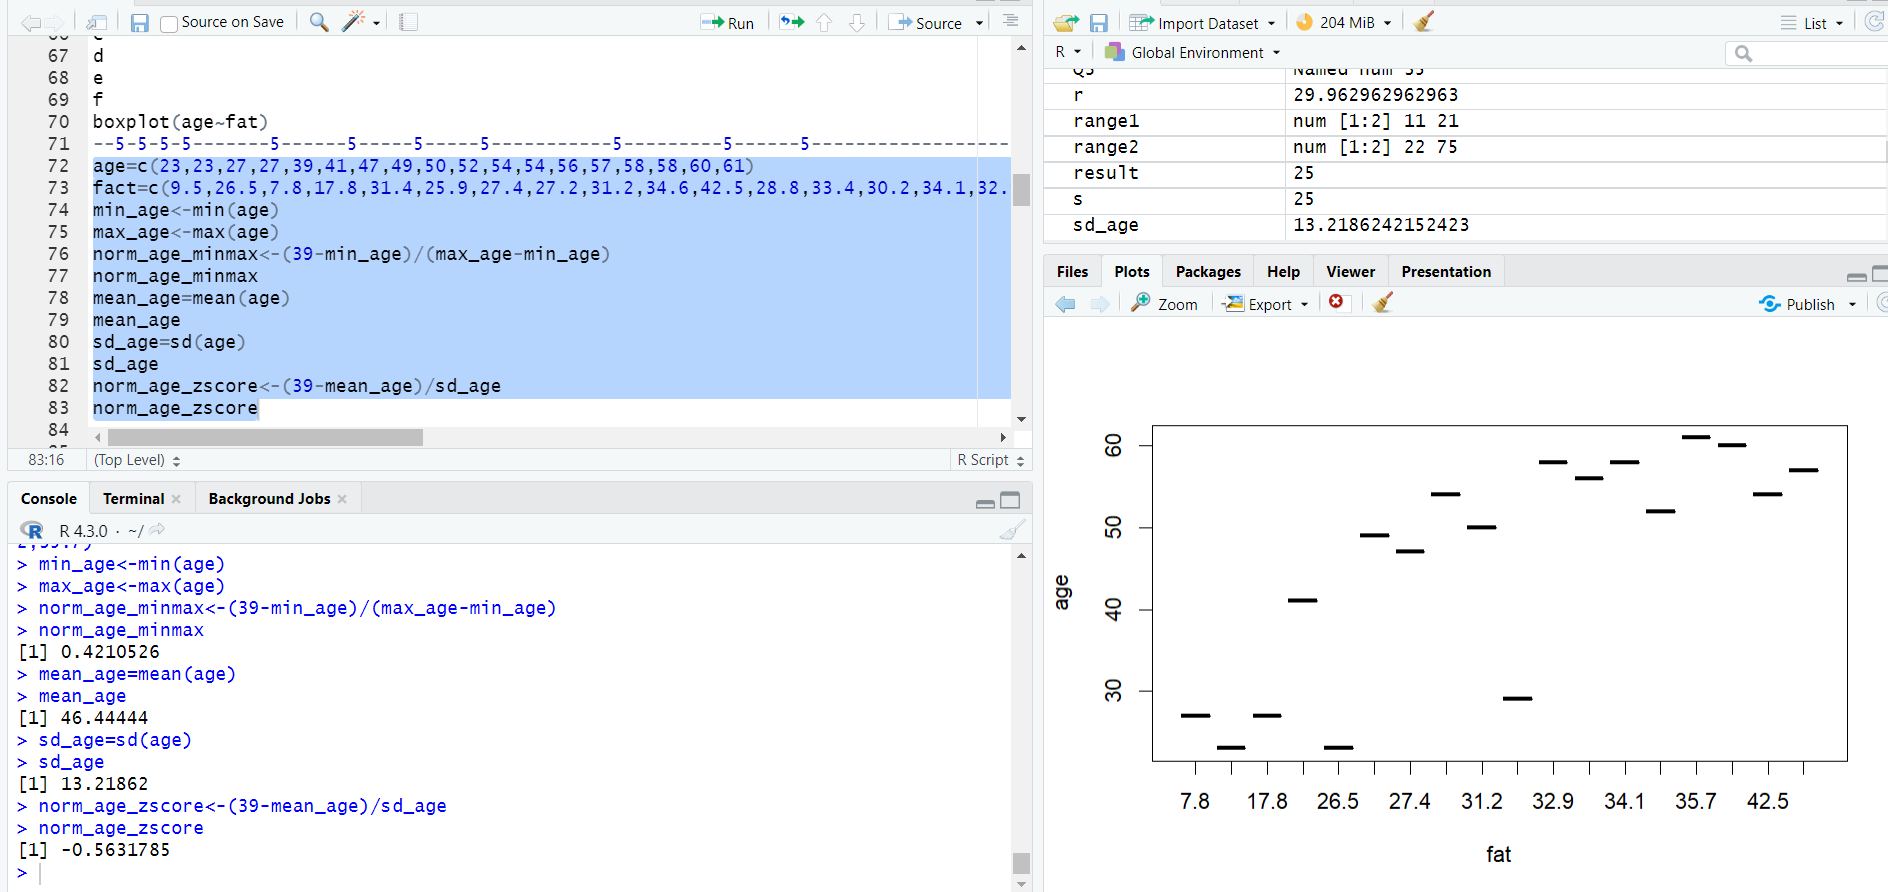 Source on Save
Run
Source
67 d
68 e
69 f
70 boxplot(age~fat)
71 --5-5-5-5-------5------5-----5-----5-----------5---------5------5------------------
72 age=c(23,23,27,27,39,41,47,49,50,52,54,54,56,57,58,58,60,61)
73 fact=c(9.5,26.5,7.8,17.8,31.4,25.9,27.4,27.2,31.2,34.6,42.5,28.8,33.4,30.2,34.1,32.
74 min_age<-min(age)
75 max_age<-max(age)
76 norm_age_minmax<-(39-min_age)/(max_age-min_age)
77 norm_age_minmax
78 mean_age=mean(age)
79 mean_age
80 sd_age=sd(age)
81 sd_age
82 norm_age_zscore<-(39-mean_age)/sd_age
83 norm_age_zscore
84
83:16 (Top Level) R Script
Console Terminal Background Jobs
R 4.3.0 · ~/
> min_age<-min(age)
> max_age<-max(age)
> norm_age_minmax<-(39-min_age)/(max_age-min_age)
> norm_age_minmax
[1] 0.4210526
> mean_age=mean(age)
> mean_age
[1] 46.44444
> sd_age=sd(age)
> sd_age
[1] 13.21862
> norm_age_zscore<-(39-mean_age)/sd_age
> norm_age_zscore
[1] -0.5631785
>
Import Dataset 204 MiB List
R Global Environment
Q3 Named num 55
r 29.962962962963
range1 num [1:2] 11 21
range2 num [1:2] 22 75
result 25
s 25
sd_age 13.2186242152423
Files Plots Packages Help Viewer Presentation
Zoom Export Publish
60
50
40
30
age
7.8 17.8 26.5 27.4 31.2 32.9 34.1 35.7 42.5
fat